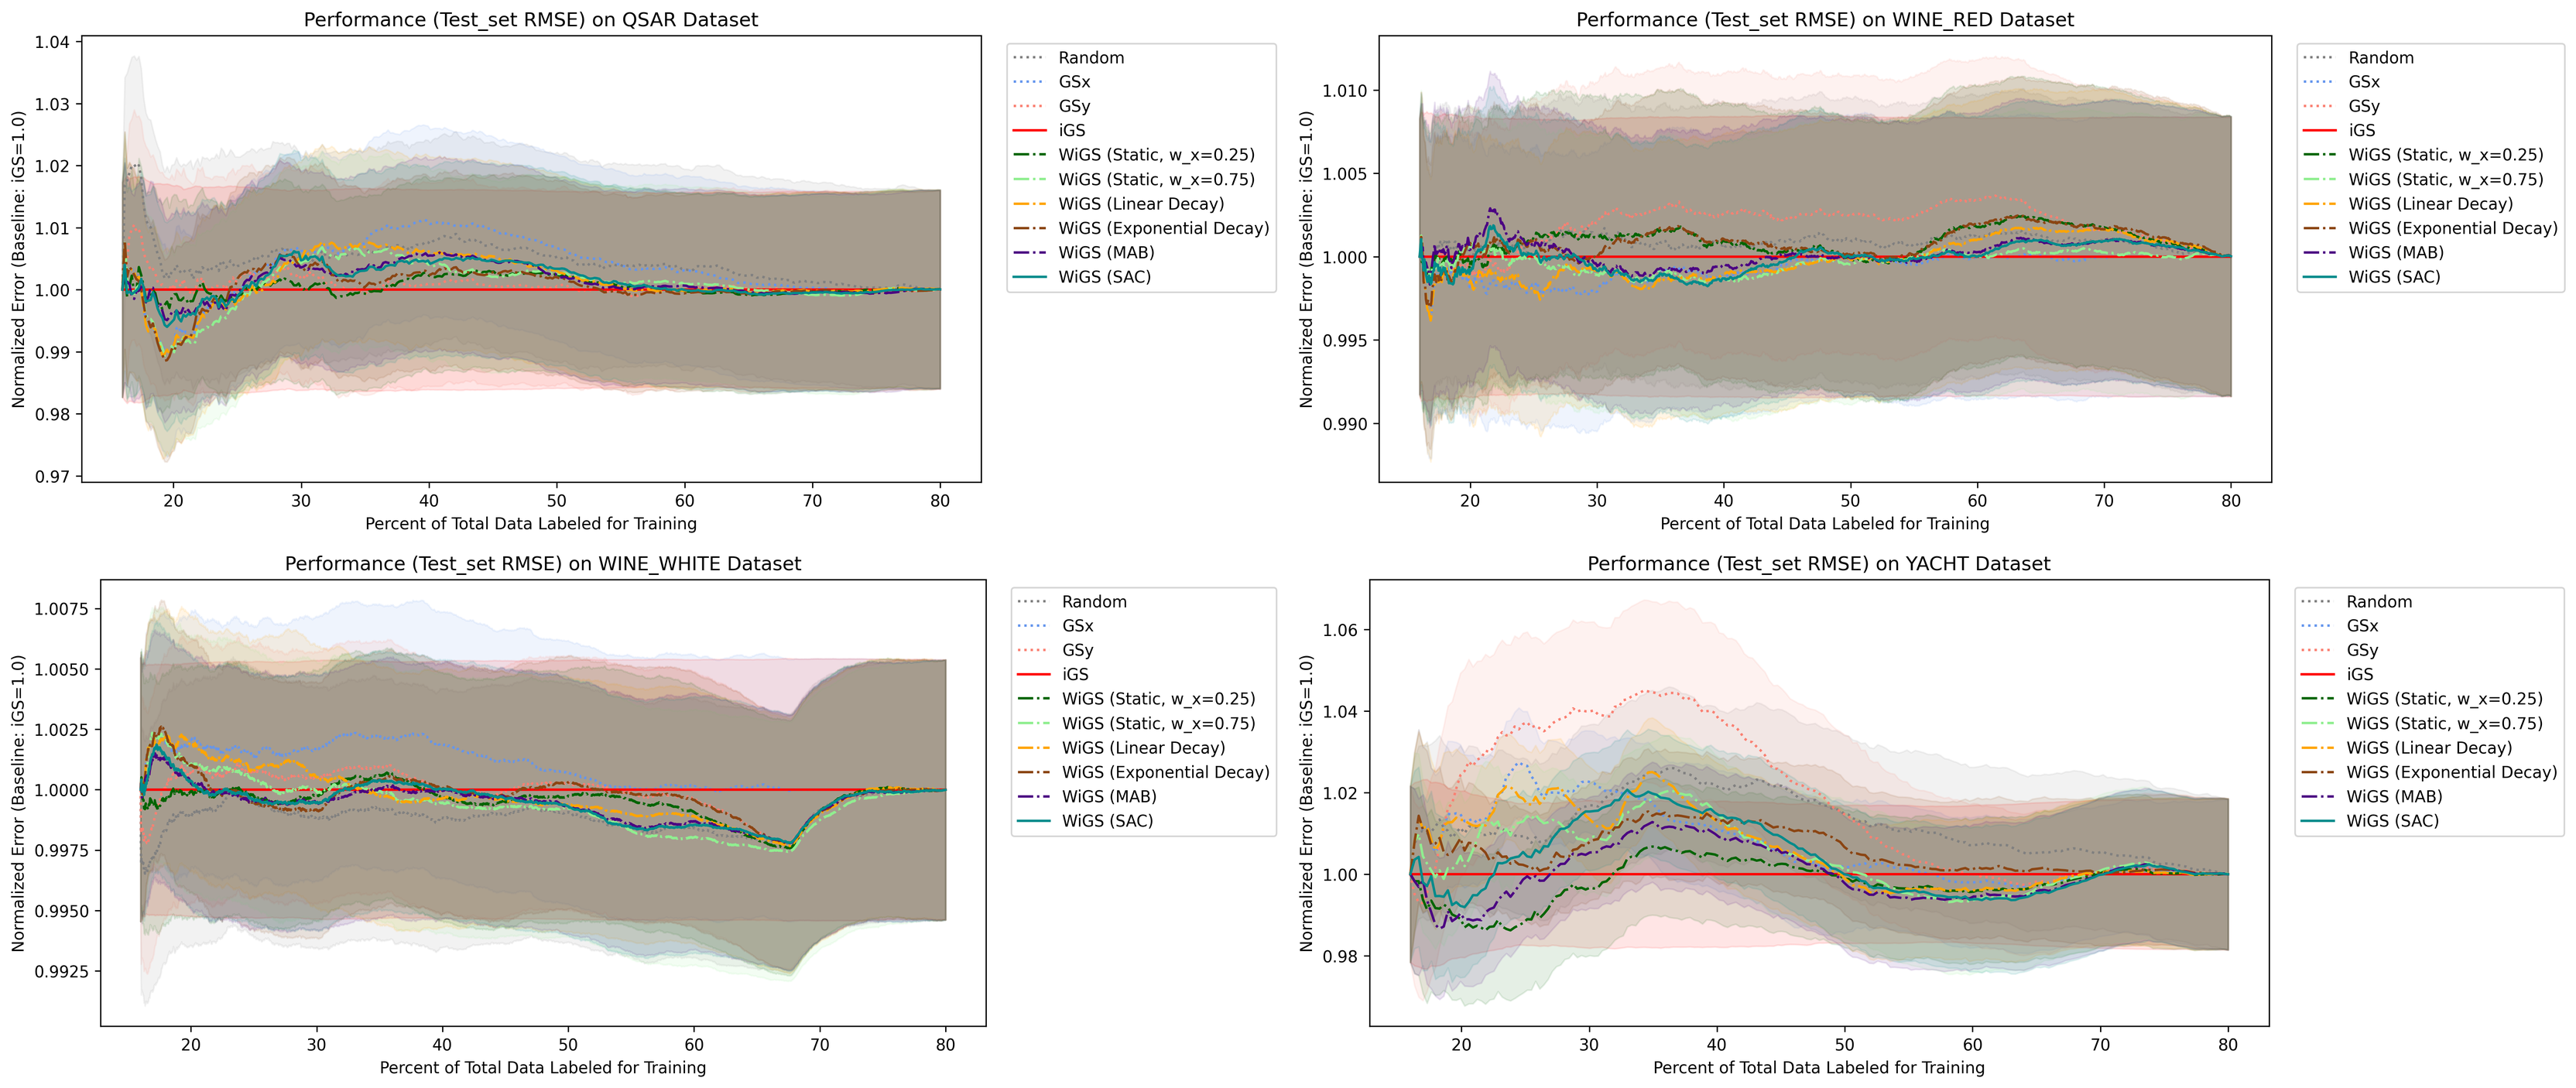 Performance (Test_set RMSE) on QSAR Dataset
1.04
1.03
1.02
1.01
1.00
0.99
0.98
0.97
Normalized Error (Baseline: iGS=1.0)
20 30 40 50 60 70 80
Percent of Total Data Labeled for Training
Random
GSx
GSy
iGS
WiGS (Static, w_x=0.25)
WiGS (Static, w_x=0.75)
WiGS (Linear Decay)
WiGS (Exponential Decay)
WiGS (MAB)
WiGS (SAC)
Performance (Test_set RMSE) on WINE_RED Dataset
1.010
1.005
1.000
0.995
0.990
Normalized Error (Baseline: iGS=1.0)
20 30 40 50 60 70 80
Percent of Total Data Labeled for Training
Random
GSx
GSy
iGS
WiGS (Static, w_x=0.25)
WiGS (Static, w_x=0.75)
WiGS (Linear Decay)
WiGS (Exponential Decay)
WiGS (MAB)
WiGS (SAC)
Performance (Test_set RMSE) on WINE_WHITE Dataset
1.0075
1.0050
1.0025
1.0000
0.9975
0.9950
0.9925
Normalized Error (Baseline: iGS=1.0)
20 30 40 50 60 70 80
Percent of Total Data Labeled for Training
Random
GSx
GSy
iGS
WiGS (Static, w_x=0.25)
WiGS (Static, w_x=0.75)
WiGS (Linear Decay)
WiGS (Exponential Decay)
WiGS (MAB)
WiGS (SAC)
Performance (Test_set RMSE) on YACHT Dataset
1.06
1.04
1.02
1.00
0.98
Normalized Error (Baseline: iGS=1.0)
20 30 40 50 60 70 80
Percent of Total Data Labeled for Training
Random
GSx
GSy
iGS
WiGS (Static, w_x=0.25)
WiGS (Static, w_x=0.75)
WiGS (Linear Decay)
WiGS (Exponential Decay)
WiGS (MAB)
WiGS (SAC)